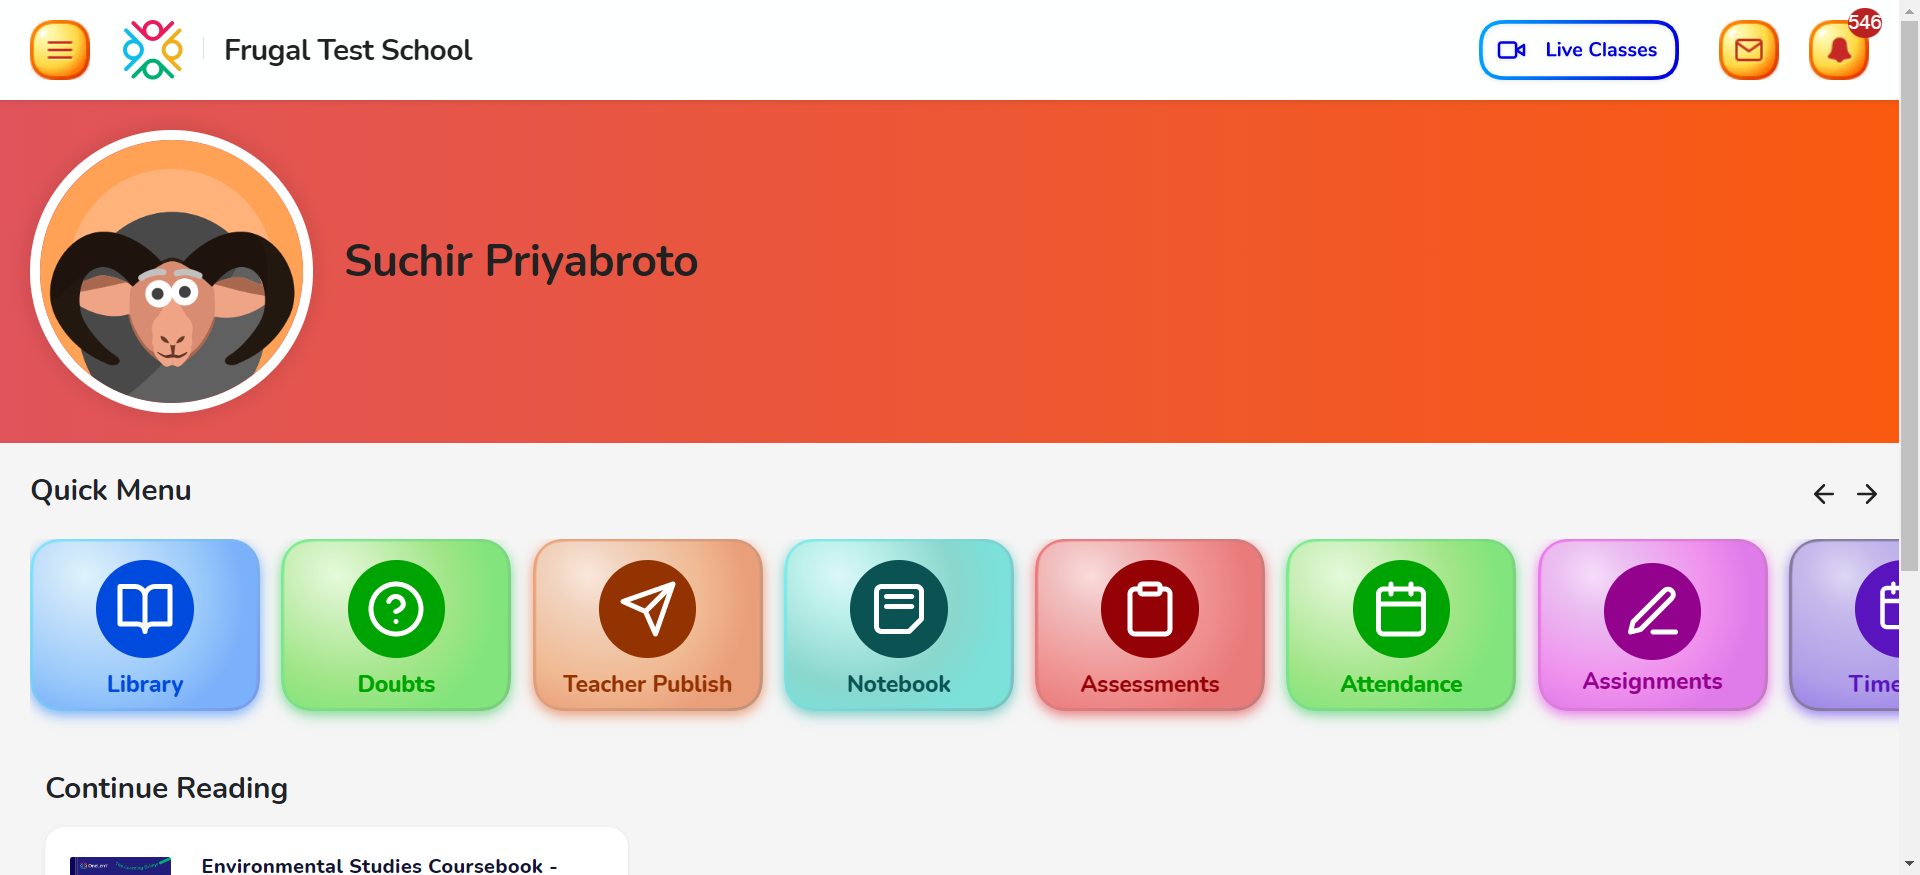 Frugal Test School
Live Classes
546
Suchir Priyabroto
Quick Menu
Library
Doubts
Teacher Publish
Notebook
Assessments
Attendance
Assignments
Time
Continue Reading
Environmental Studies Coursebook -